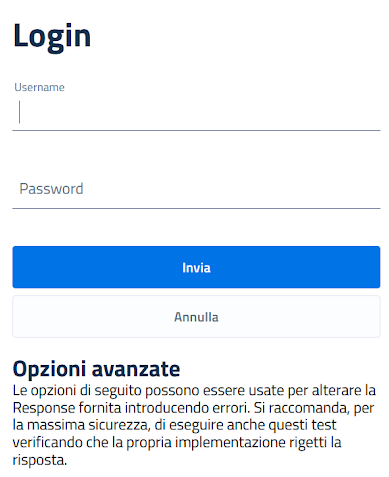 Login
Username
Password
Invia
Annulla
Opzioni avanzate
Le opzioni di seguito possono essere usate per alterare la
Response fornita introducendo errori. Si raccomanda, per
la massima sicurezza, di eseguire anche questi test
verificando che la propria implementazione rigetti la
risposta.